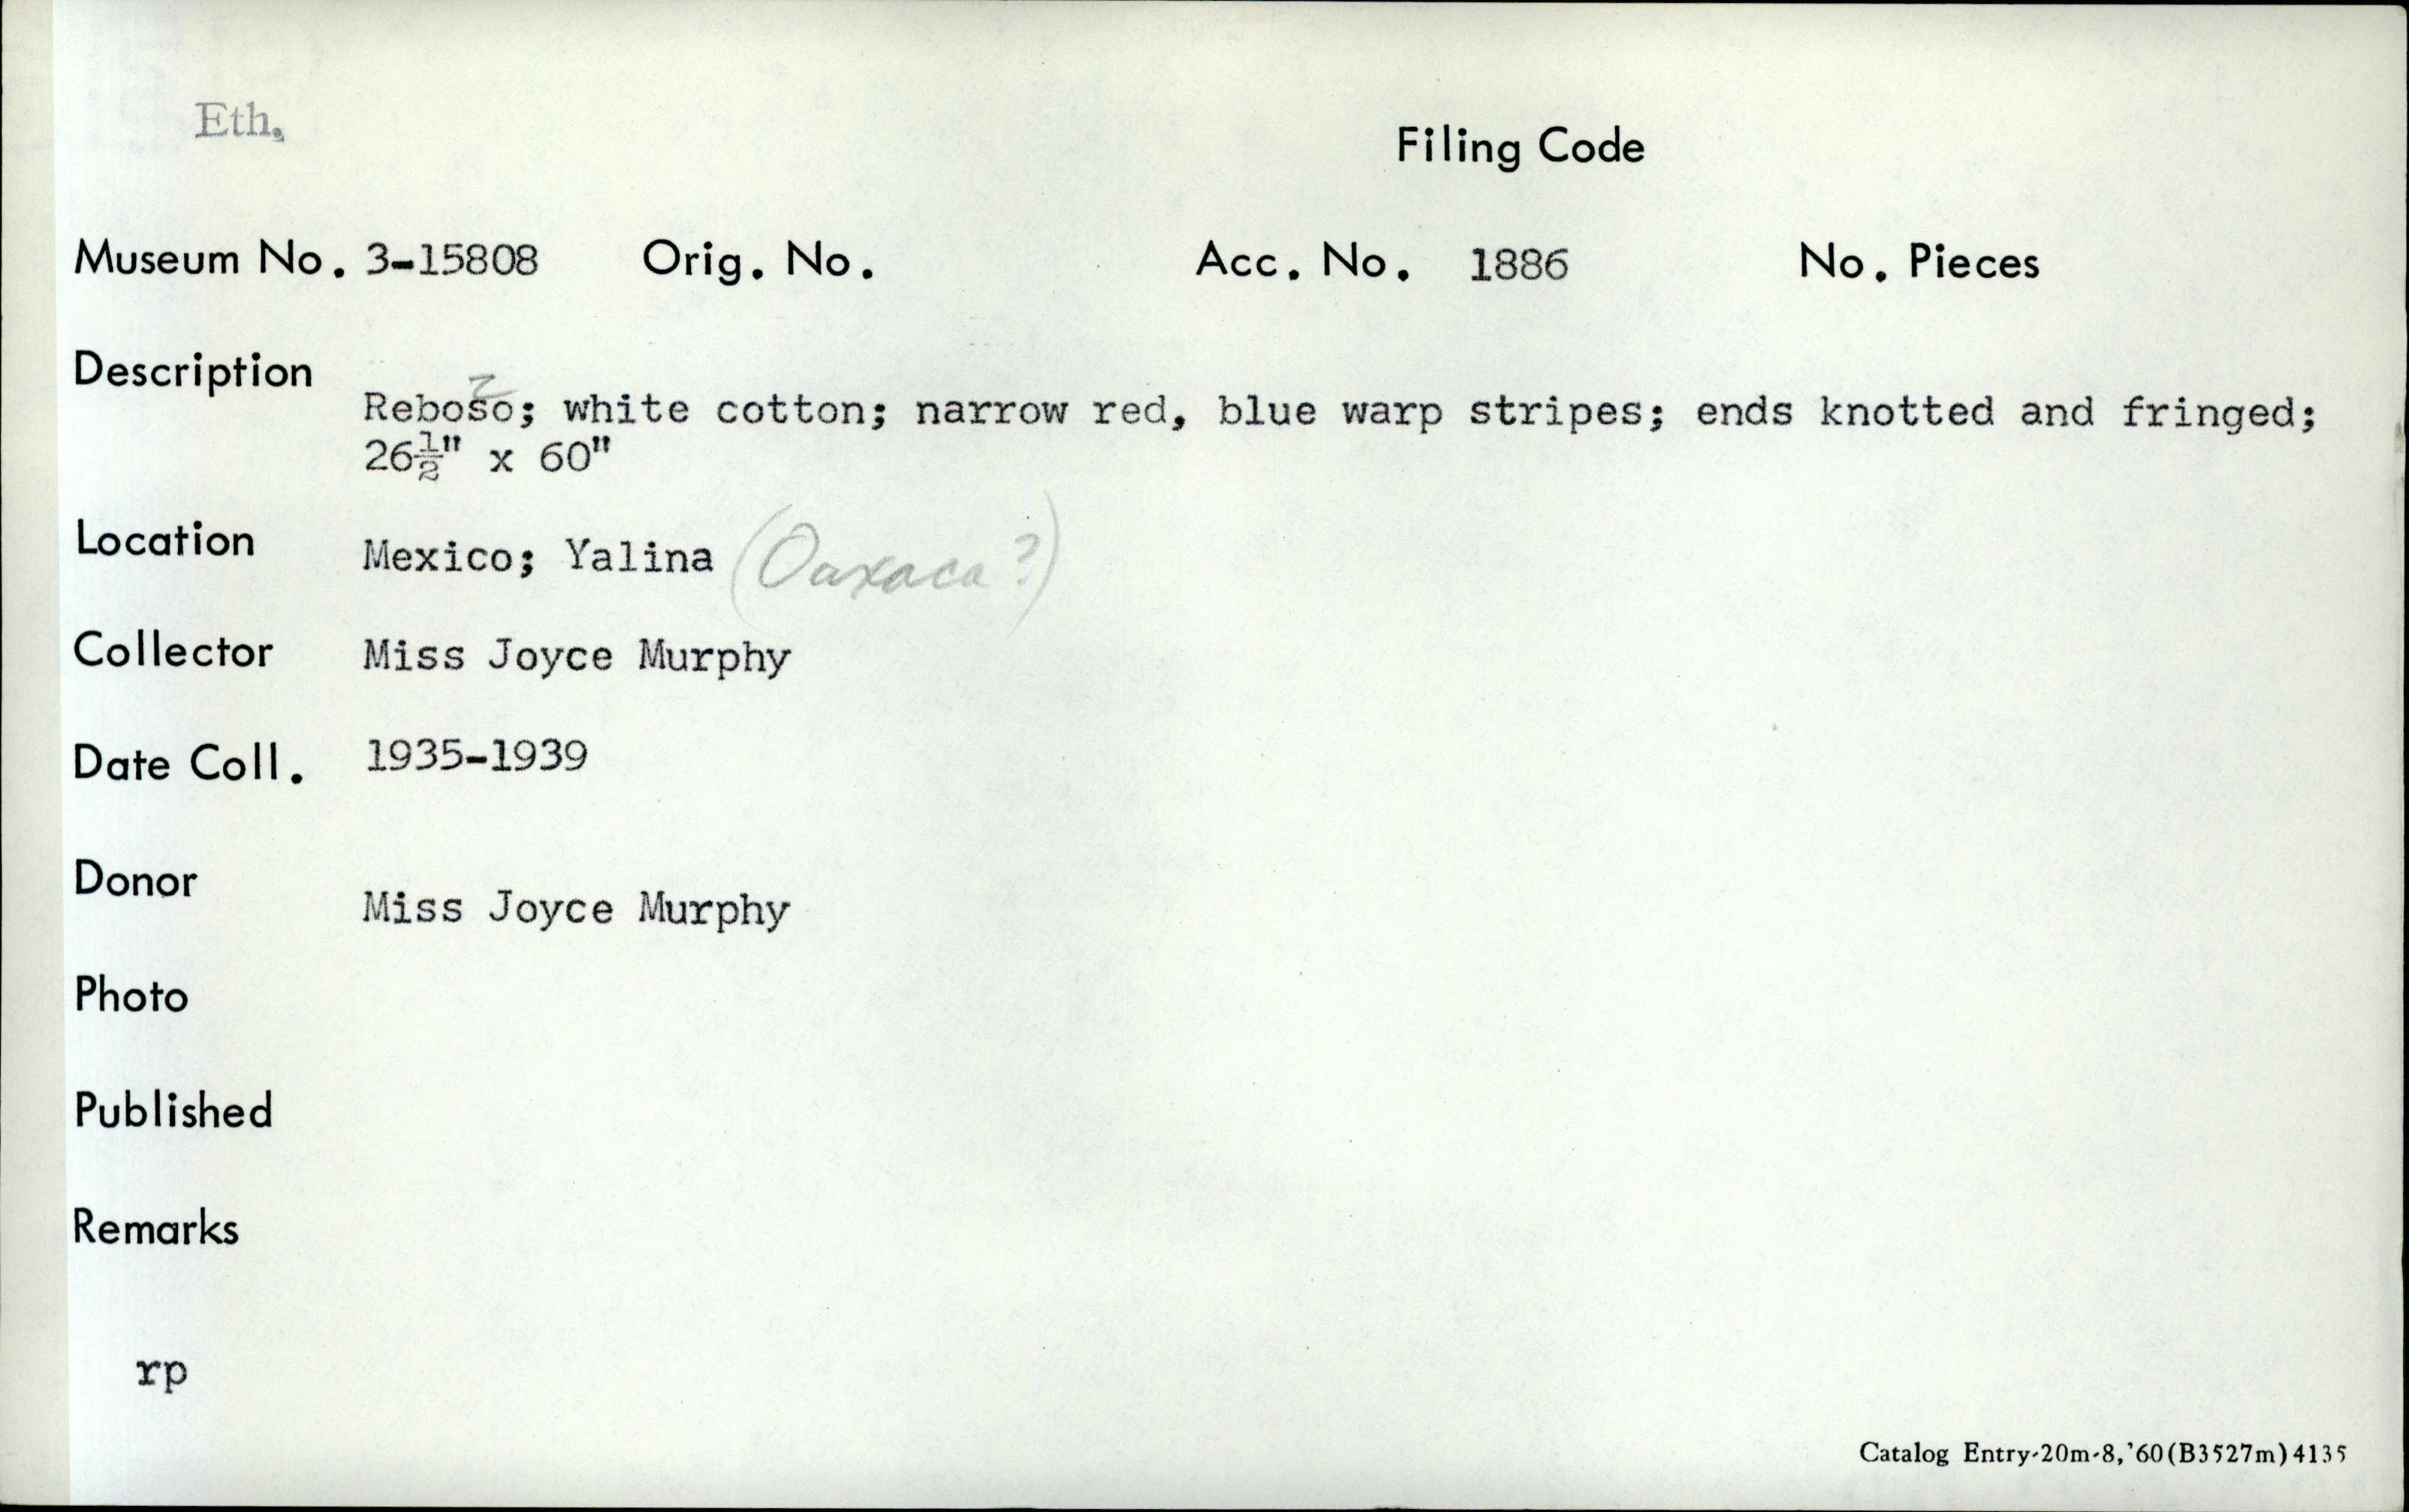 Eth.
Filing Code
Museum No. 3-15808 Orig. No. Acc. No. 1886 No. Pieces
Description
z
Reboso; white cotton; narrow red, blue warp stripes; ends knotted and fringed;
26½" x 60"
Location Mexico; Yalina (Oaxaca?)
Collector Miss Joyce Murphy
Date Coll. 1935-1939
Donor Miss Joyce Murphy
Photo
Published
Remarks
rp
Catalog Entry-20m-8,'60(B3527m)4135